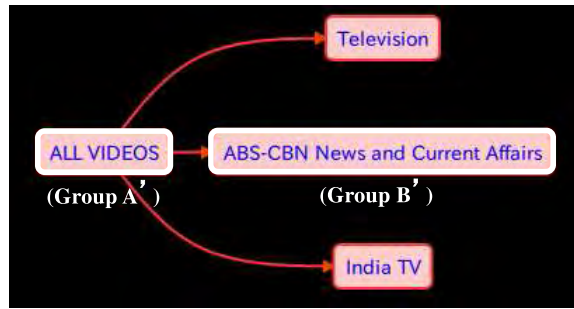 Television
ALL VIDEOS
ABS-CBN News and Current Affairs
(Group A’ )
(Group B’ )
India TV